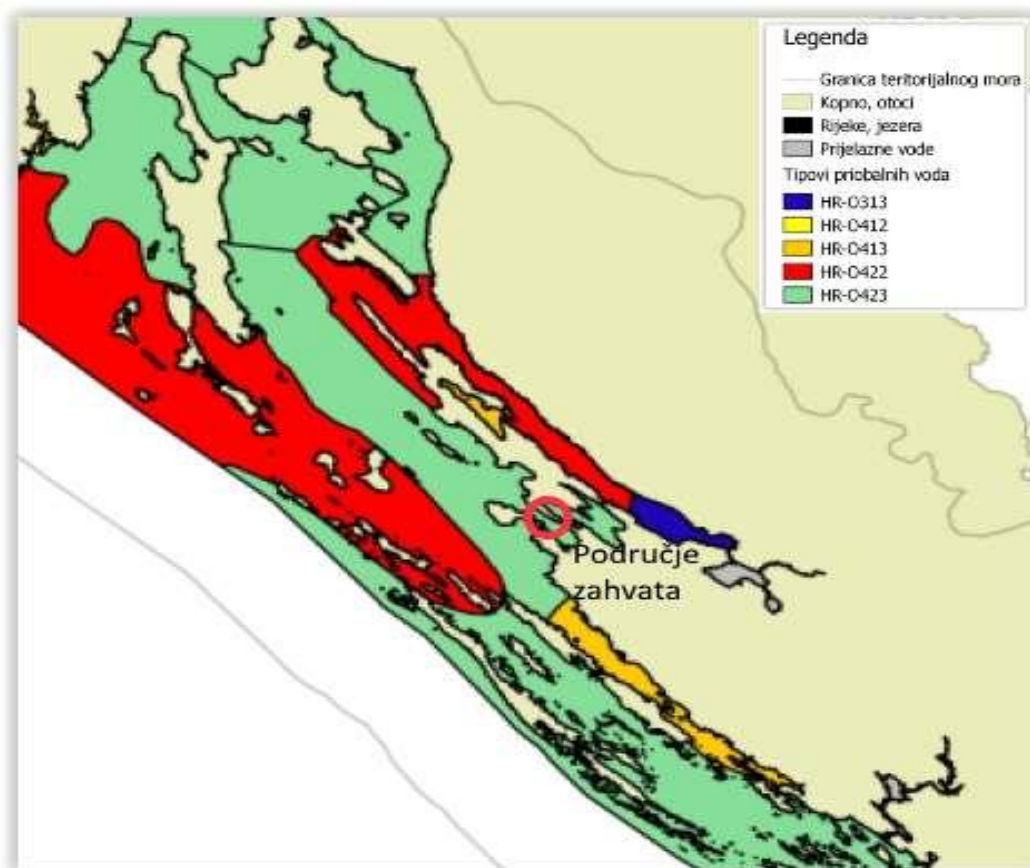 Legenda
Granica teritorijalnog mora
Kopno, otoci
Rijeke, jezera
Prijelazne vode
Tipovi priobalnih voda
HR-O313
HR-O412
HR-O413
HR-O422
HR-O423
Područje
zahvata